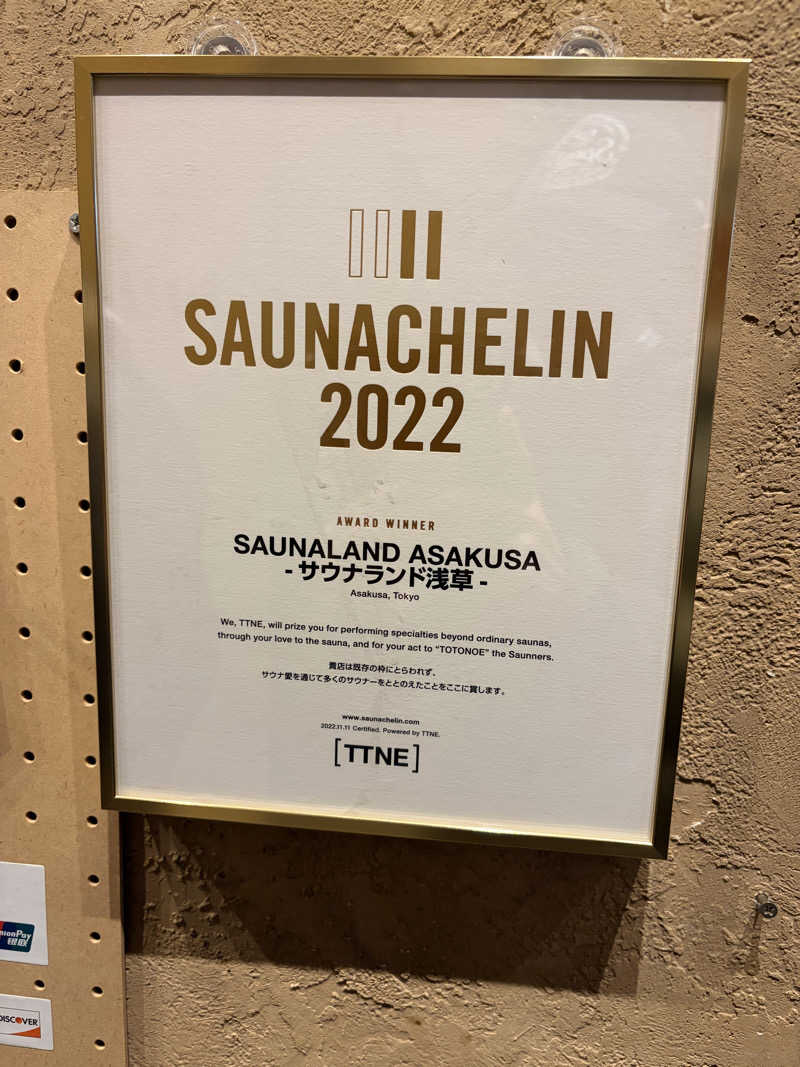 SAUNACHELIN
2022
AWARD WINNER
SAUNALAND ASAKUSA
- サウナランド浅草 -
Asakusa, Tokyo
We, TTNE, will prize you for performing specialties beyond ordinary saunas,
through your love to the sauna, and for your act to “TOTONOE” the Saunners.
貴店は既存の枠にとらわれず、
サウナ愛を通じて多くのサウナーをととのえたことをここに賞します。
www.saunachelin.com
2022.11.11 Certified. Powered by TTNE.
[TTNE]
nionPay
银联
DISCOVER